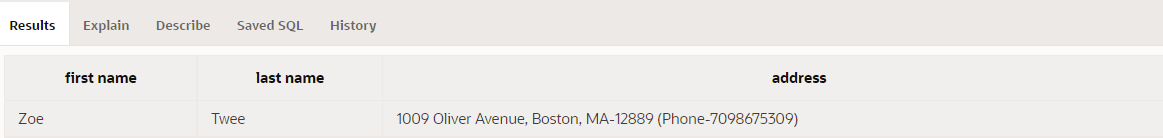 Results Explain Describe Saved SQL History
first name last name address
Zoe Twee 1009 Oliver Avenue, Boston, MA-12889 (Phone-7098675309)